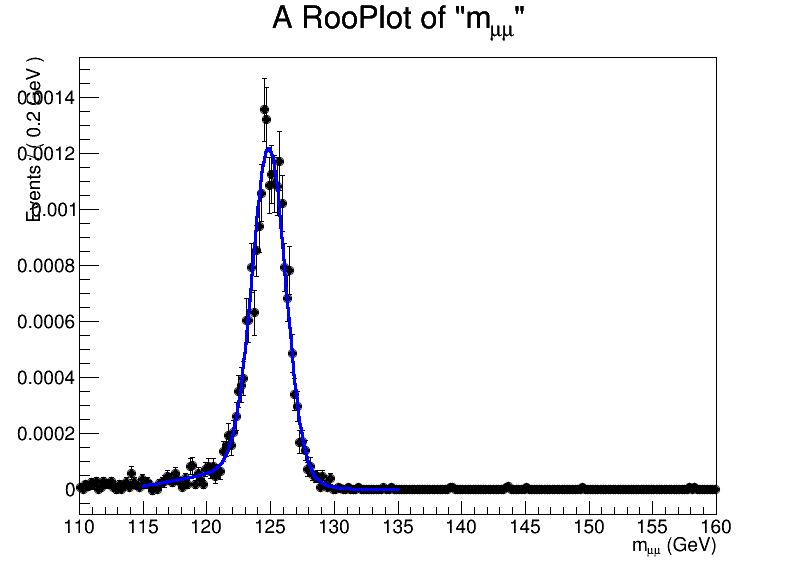 A RooPlot of "mμμ"
Events / ( 0.2 GeV )
0.0014
0.0012
0.001
0.0008
0.0006
0.0004
0.0002
0
110 115 120 125 130 135 140 145 150 155 160
mμμ (GeV)